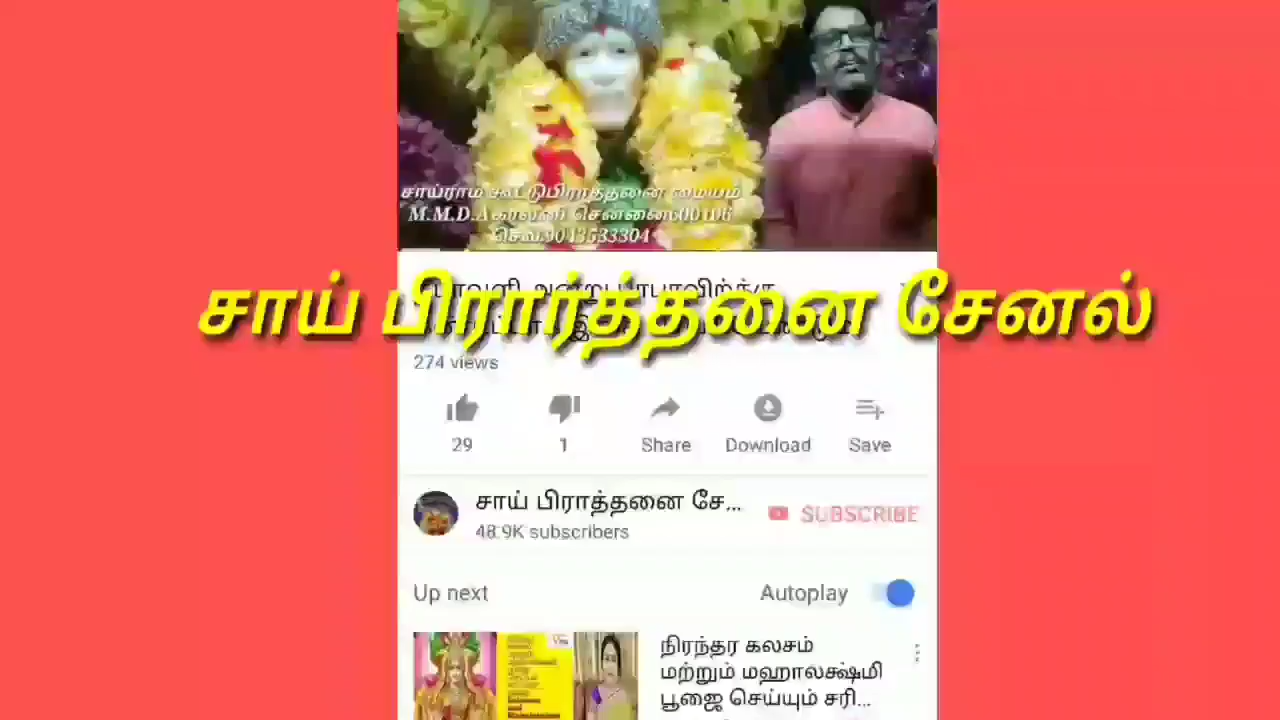 சாய்ராம் கூட்டுபிராத்தனை மையம்
M.M.D.A காலனி சென்னை600106
சாய் பிரார்த்தனை சேனல்
274 views
29
1
Share
Download
Save
சாய் பிராத்தனை சே...
SUBSCRIBE
48.9K subscribers
Up next
Autoplay
நிரந்தர கலசம்
மற்றும் மஹாலக்ஷ்மி
பூஜை செய்யும் சரி...